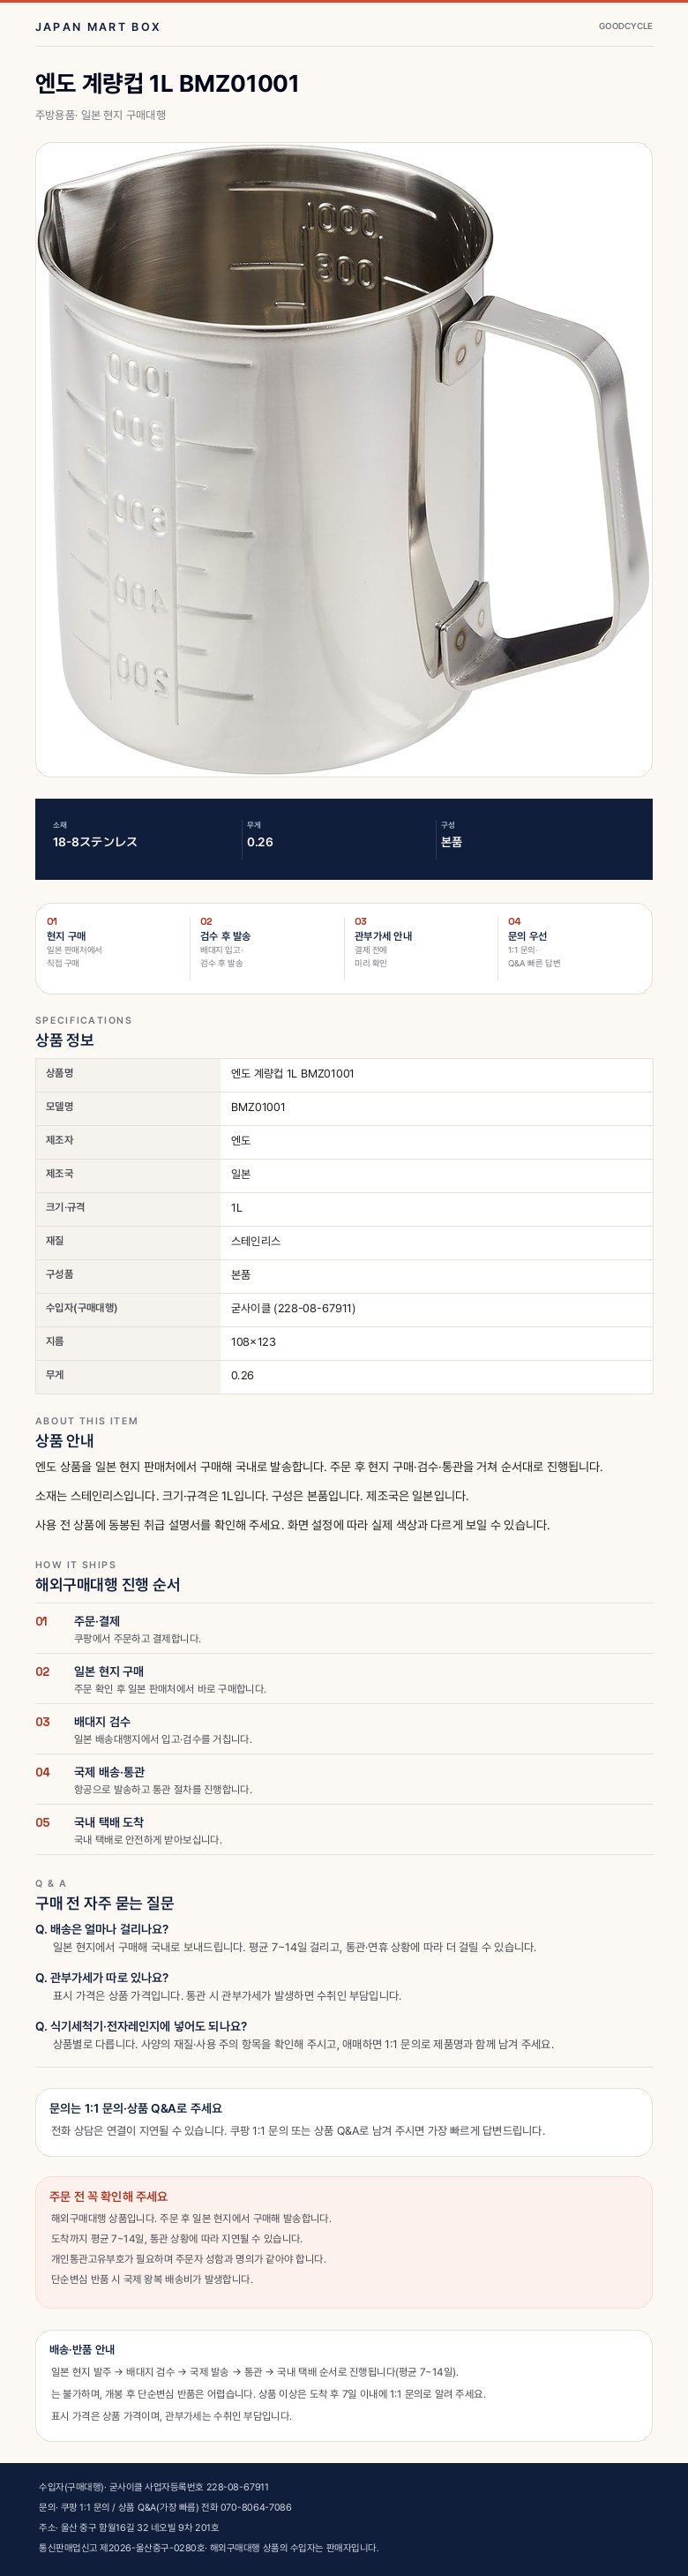 JAPAN MART BOX
GOODCYCLE
엔도 계량컵 1L BMZ01001
주방용품· 일본 현지 구매대행
1000
800
1000
800
600
400
200
소재
무게
구성
18-8ステンレス
0.26
본품
01
02
03
04
현지 구매
검수 후 발송
관부가세 안내
문의 우선
일본 판매처에서
배대지 입고·
결제 전에
1:1 문의·
직접 구매
검수 후 발송
미리 확인
Q&A 빠른 답변
SPECIFICATIONS
상품 정보
상품명 엔도 계량컵 1L BMZ01001
모델명 BMZ01001
제조자 엔도
제조국 일본
크기·규격 1L
재질 스테인리스
구성품 본품
수입자(구매대행) 굳사이클 (228-08-67911)
지름 108×123
무게 0.26
ABOUT THIS ITEM
상품 안내
엔도 상품을 일본 현지 판매처에서 구매해 국내로 발송합니다. 주문 후 현지 구매·검수·통관을 거쳐 순서대로 진행됩니다.
소재는 스테인리스입니다. 크기·규격은 1L입니다. 구성은 본품입니다. 제조국은 일본입니다.
사용 전 상품에 동봉된 취급 설명서를 확인해 주세요. 화면 설정에 따라 실제 색상과 다르게 보일 수 있습니다.
HOW IT SHIPS
해외구매대행 진행 순서
01 주문·결제
쿠팡에서 주문하고 결제합니다.
02 일본 현지 구매
주문 확인 후 일본 판매처에서 바로 구매합니다.
03 배대지 검수
일본 배송대행지에서 입고·검수를 거칩니다.
04 국제 배송·통관
항공으로 발송하고 통관 절차를 진행합니다.
05 국내 택배 도착
국내 택배로 안전하게 받아보십니다.
Q & A
구매 전 자주 묻는 질문
Q. 배송은 얼마나 걸리나요?
일본 현지에서 구매해 국내로 보내드립니다. 평균 7~14일 걸리고, 통관·연휴 상황에 따라 더 걸릴 수 있습니다.
Q. 관부가세가 따로 있나요?
표시 가격은 상품 가격입니다. 통관 시 관부가세가 발생하면 수취인 부담입니다.
Q. 식기세척기·전자레인지에 넣어도 되나요?
상품별로 다릅니다. 사양의 재질·사용 주의 항목을 확인해 주시고, 애매하면 1:1 문의로 제품명과 함께 남겨 주세요.
문의는 1:1 문의·상품 Q&A로 주세요
전화 상담은 연결이 지연될 수 있습니다. 쿠팡 1:1 문의 또는 상품 Q&A로 남겨 주시면 가장 빠르게 답변드립니다.
주문 전 꼭 확인해 주세요
해외구매대행 상품입니다. 주문 후 일본 현지에서 구매해 발송합니다.
도착까지 평균 7~14일, 통관 상황에 따라 지연될 수 있습니다.
개인통관고유부호가 필요하며 주문자 성함과 명의가 같아야 합니다.
단순변심 반품 시 국제 왕복 배송비가 발생합니다.
배송·반품 안내
일본 현지 발주 → 배대지 검수 → 국제 발송 → 통관 → 국내 택배 순서로 진행됩니다(평균 7~14일).
는 불가하며, 개봉 후 단순변심 반품은 어렵습니다. 상품 이상은 도착 후 7일 이내에 1:1 문의로 알려 주세요.
표시 가격은 상품 가격이며, 관부가세는 수취인 부담입니다.
수입자(구매대행)· 굳사이클 사업자등록번호 228-08-67911
문의· 쿠팡 1:1 문의 / 상품 Q&A(가장 빠름) 전화 070-8064-7086
주소· 울산 중구 함월16길 32 네오빌 9차 201호
통신판매업신고 제2026-울산중구-0280호· 해외구매대행 상품의 수입자는 판매자입니다.